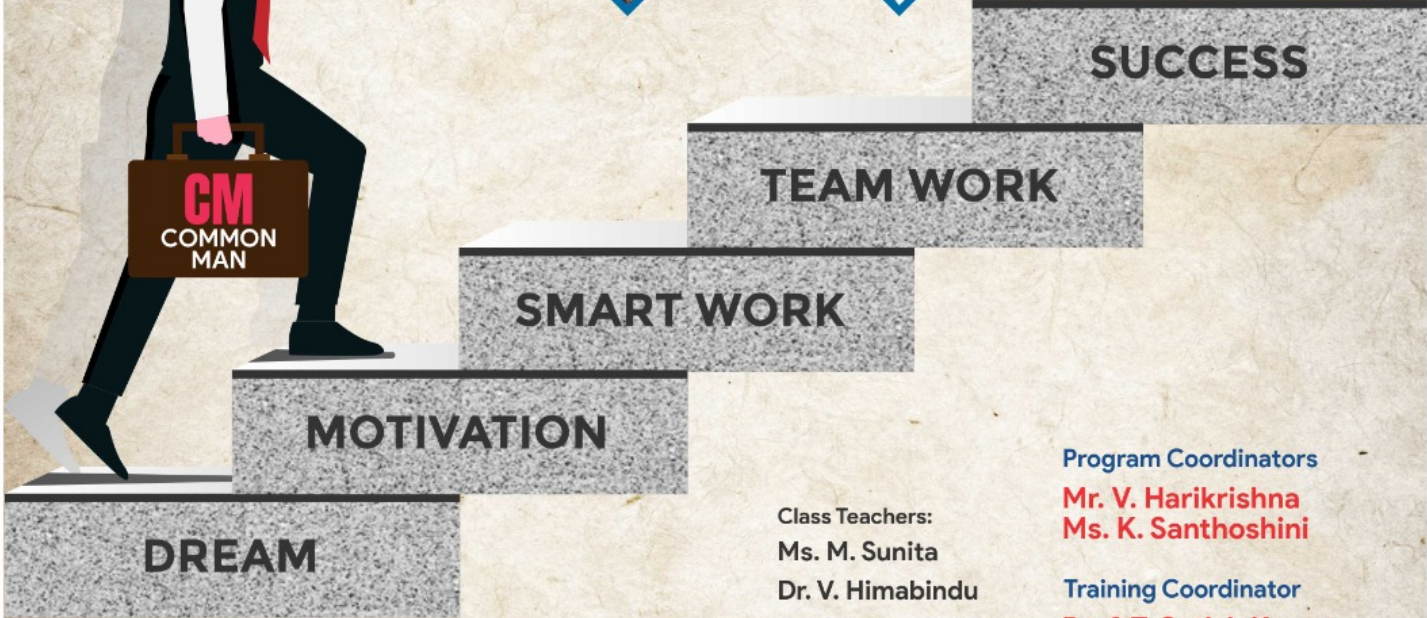 SUCCESS
TEAM WORK
CM
COMMON
MAN
SMART WORK
MOTIVATION
DREAM
Class Teachers:
Ms. M. Sunita
Dr. V. Himabindu
Program Coordinators
Mr. V. Harikrishna
Ms. K. Santhoshini
Training Coordinator